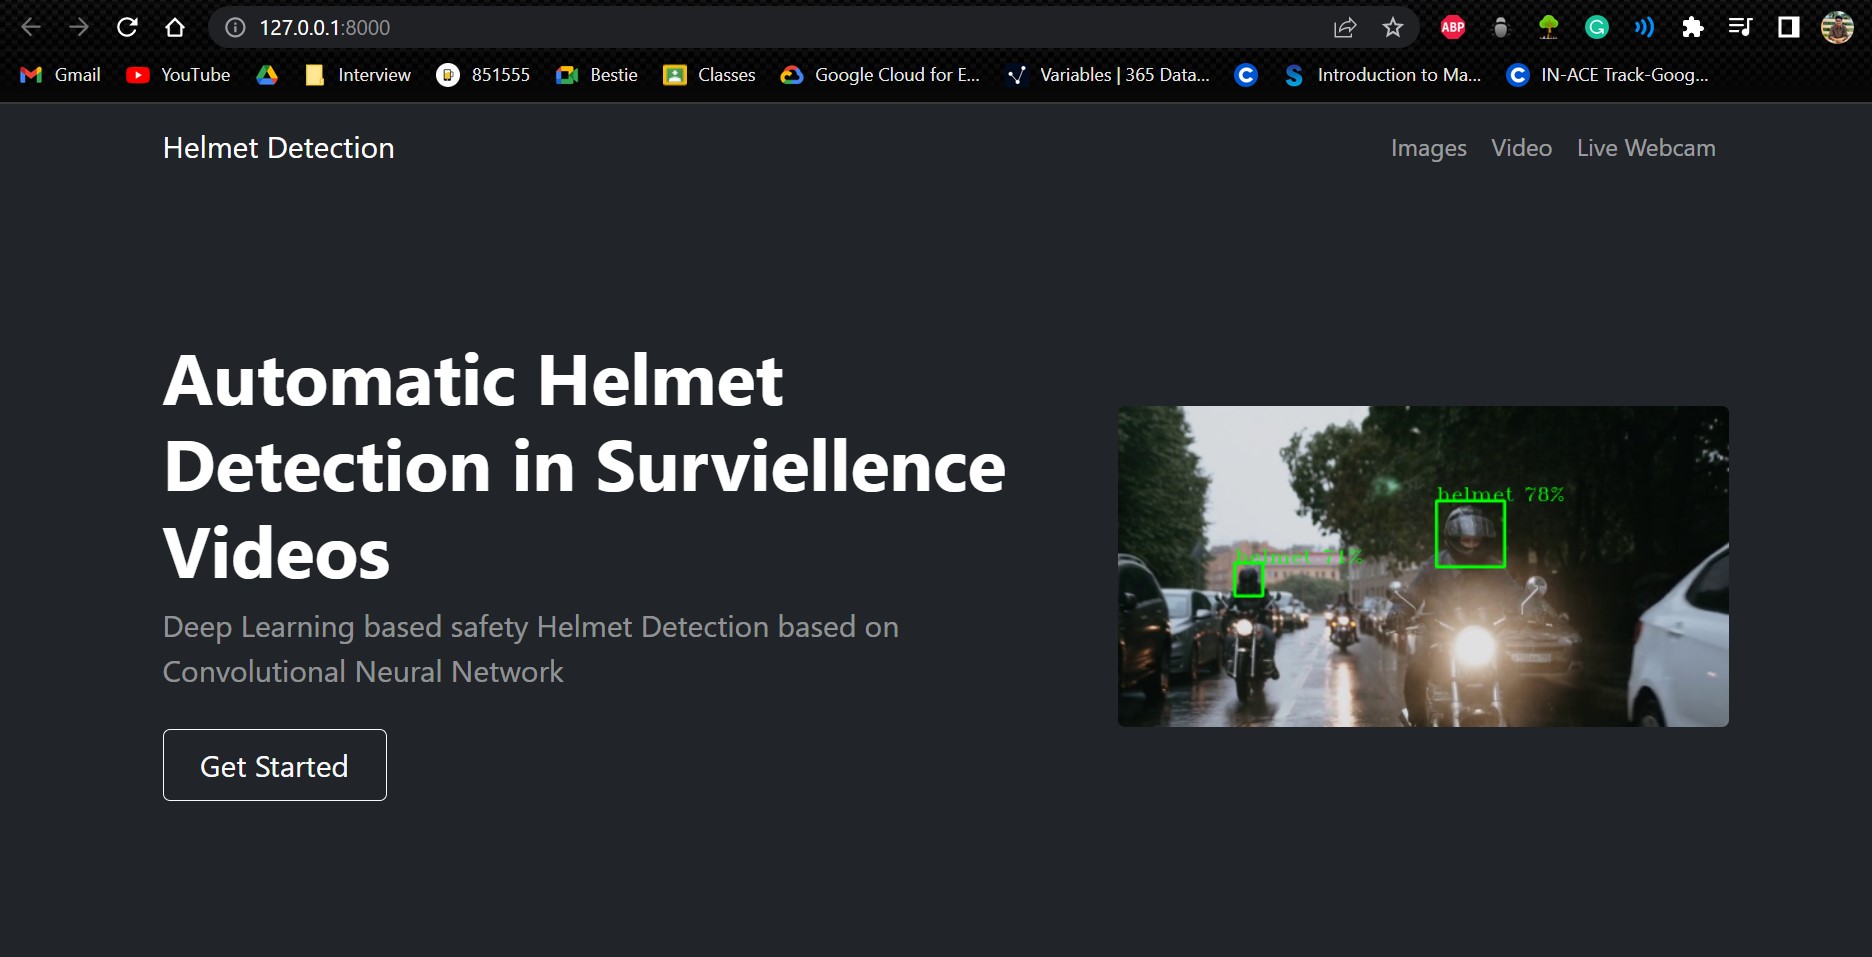 127.0.0.1:8000
ABP
Gmail YouTube Interview 851555 Bestie Classes Google Cloud for E... Variables | 365 Data... Introduction to Ma... IN-ACE Track-Goog...
Helmet Detection Images Video Live Webcam
Automatic Helmet
Detection in Surviellence
Videos
Deep Learning based safety Helmet Detection based on
Convolutional Neural Network
Get Started
helmet 78%
helmet 71%